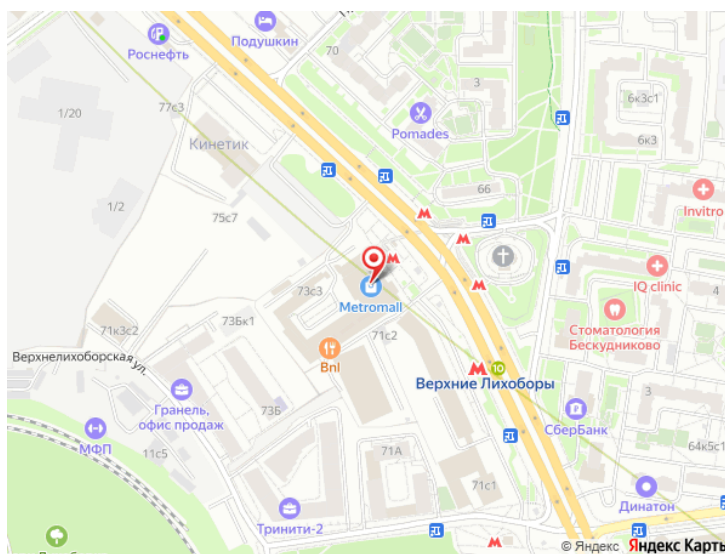 Роснефть
Подушкин
70
3
6к3с1
1/20
77с3
Pomades
6к3
Кинетик
66
Invitro
1/2
75с7
IQ clinic
73с3
Metromall
73Бк1
71к3с2
71с2
Стоматология
Бескудниково
Верхнелихоборская ул.
Bnl
10
Верхние Лихоборы
Гранель,
офис продаж
73Б
3
СберБанк
МФП
11с5
71А
64к5с1
71с1
Динатон
Тринити-2
© Яндекс Яндекс Карты